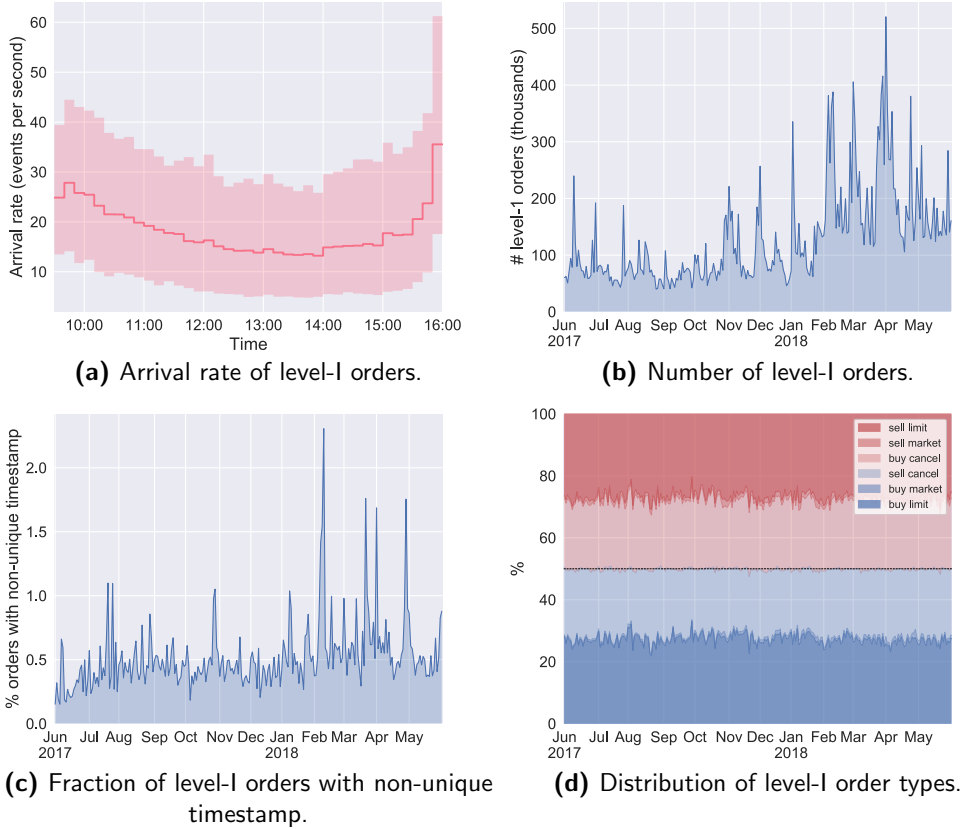 60
50
40
30
20
10
Arrival rate (events per second)
10:00 11:00 12:00 13:00 14:00 15:00 16:00
Time
(a) Arrival rate of level-I orders.
500
400
300
200
100
0
# level-1 orders (thousands)
Jun Jul Aug Sep Oct Nov Dec Jan Feb Mar Apr May
2017 2018
(b) Number of level-I orders.
2.0
1.5
1.0
0.5
0.0
% orders with non-unique timestamp
Jun Jul Aug Sep Oct Nov Dec Jan Feb Mar Apr May
2017 2018
(c) Fraction of level-I orders with non-unique
timestamp.
100
80
60
40
20
0
%
sell limit
sell market
buy cancel
sell cancel
buy market
buy limit
Jun Jul Aug Sep Oct Nov Dec Jan Feb Mar Apr May
2017 2018
(d) Distribution of level-I order types.